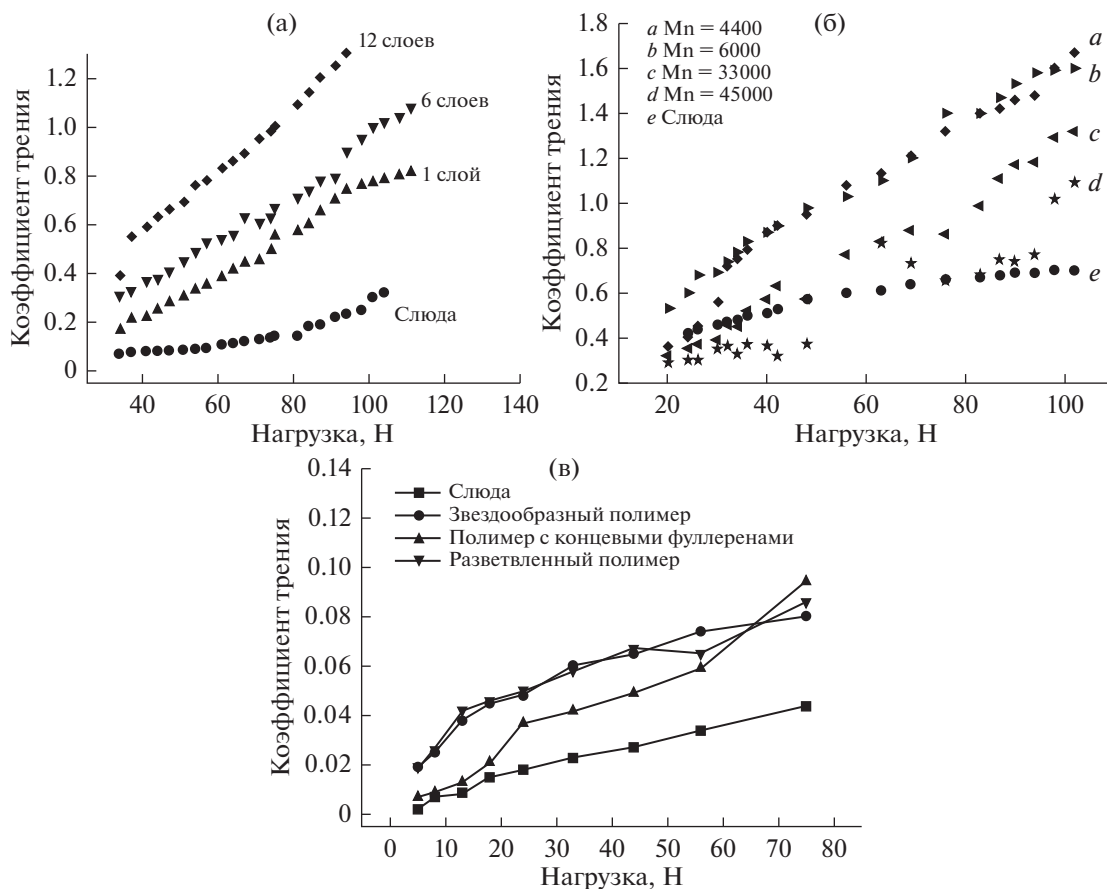 (а)
12 слоев
6 слоев
1 слой
Слюда
Коэффициент трения
1.2
1.0
0.8
0.6
0.4
0.2
0
40 60 80 100 120 140
Нагрузка, Н
(б)
a Mn = 4400
b Mn = 6000
c Mn = 33000
d Mn = 45000
e Слюда
a
b
c
d
e
Коэффициент трения
1.8
1.6
1.4
1.2
1.0
0.8
0.6
0.4
0.2
20 40 60 80 100
Нагрузка, Н
(в)
Слюда
Звездообразный полимер
Полимер с концевыми фуллеренами
Разветвленный полимер
Коэффициент трения
0.14
0.12
0.10
0.08
0.06
0.04
0.02
0
0 10 20 30 40 50 60 70 80
Нагрузка, Н